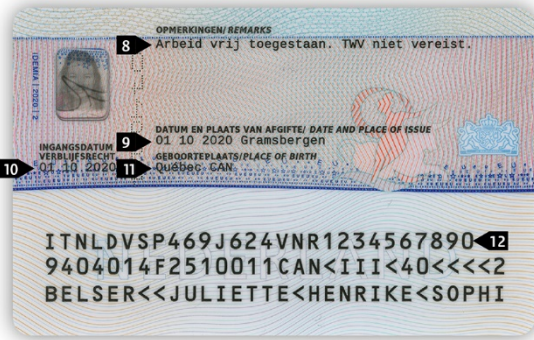 OPMERKINGEN/ REMARKS
8 Arbeid vrij toegestaan. TWV niet vereist.
IDEMIA | 2020 | 2
DATUM EN PLAATS VAN AFGIFTE/ DATE AND PLACE OF ISSUE
9 01 10 2020 Gramsbergen
INGANGSDATUM
VERBLIJFSRECHT
10 01 10 2020
GEBOORTEPLAATS/PLACE OF BIRTH
11 Québec CAN
ITNLDVSP469J624VNR1234567890 12
9404014F2510011CAN<III<40<<<<2
BELSER<<JULIETTE<HENRIKE<SOPHI